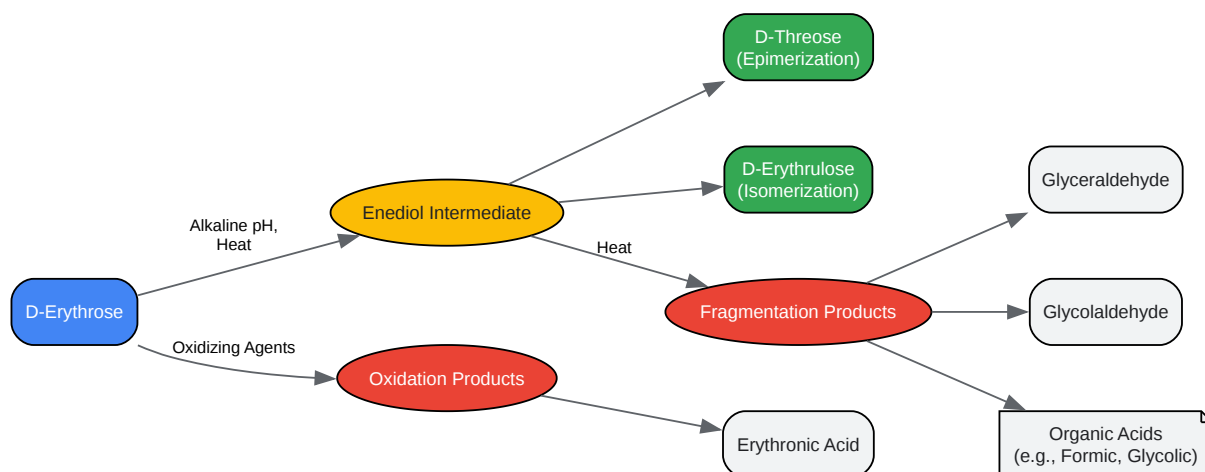 D-Threose
(Epimerization)
D-Erythrulose
(Isomerization)
Glyceraldehyde
Enediol Intermediate
Alkaline pH,
Heat
Heat
D-Erythrose
Fragmentation Products
Glycolaldehyde
Oxidizing Agents
Oxidation Products
Erythronic Acid
Organic Acids
(e.g., Formic, Glycolic)